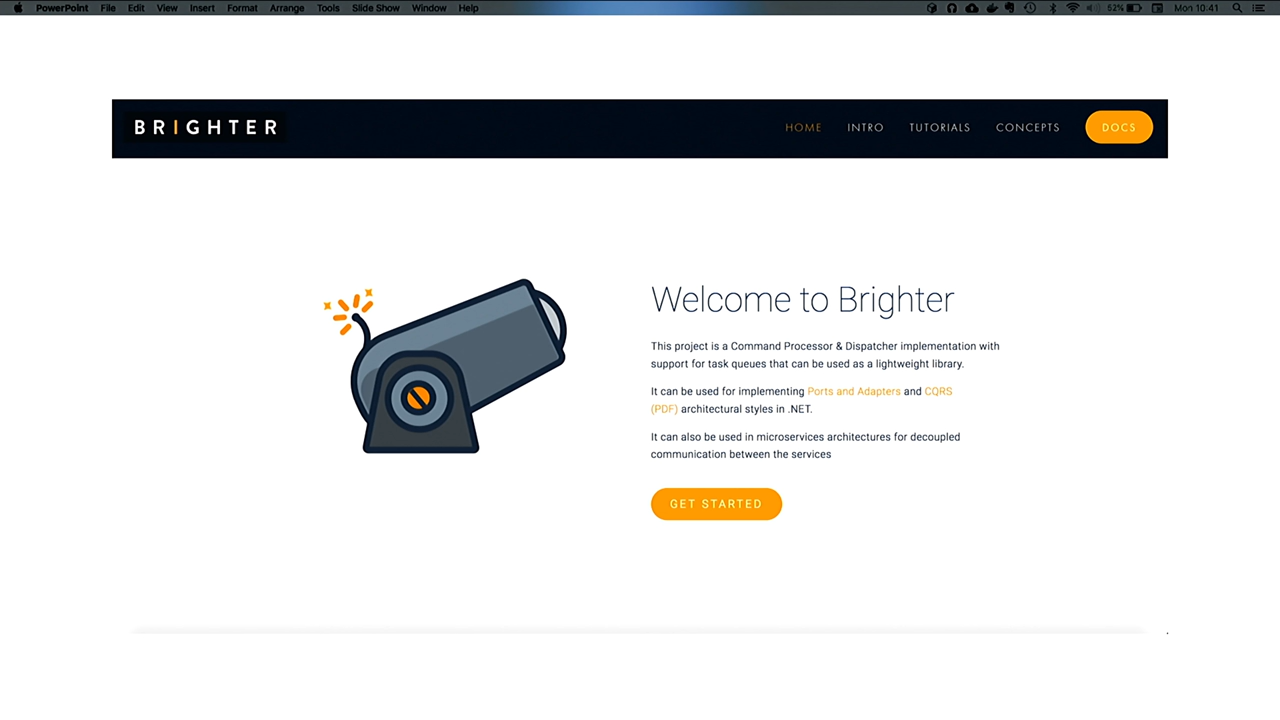 PowerPoint File Edit View Insert Format Arrange Tools Slide Show Window Help 52% Mon 10:41
BRIGHTER HOME INTRO TUTORIALS CONCEPTS DOCS
Welcome to Brighter
This project is a Command Processor & Dispatcher implementation with
support for task queues that can be used as a lightweight library.
It can be used for implementing Ports and Adapters and CQRS
(PDF) architectural styles in .NET.
It can also be used in microservices architectures for decoupled
communication between the services
GET STARTED